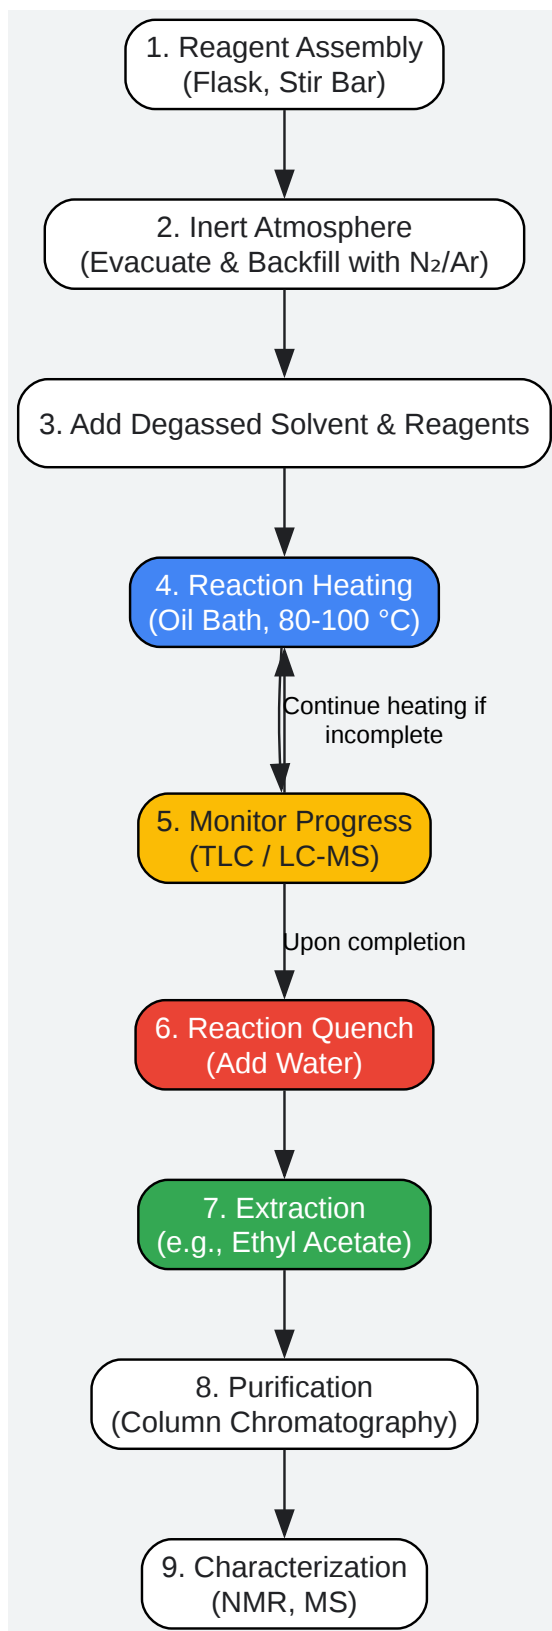 1. Reagent Assembly
(Flask, Stir Bar)
2. Inert Atmosphere
(Evacuate & Backfill with N₂/Ar)
3. Add Degassed Solvent & Reagents
4. Reaction Heating
(Oil Bath, 80-100 °C)
Continue heating if
incomplete
5. Monitor Progress
(TLC / LC-MS)
Upon completion
6. Reaction Quench
(Add Water)
7. Extraction
(e.g., Ethyl Acetate)
8. Purification
(Column Chromatography)
9. Characterization
(NMR, MS)